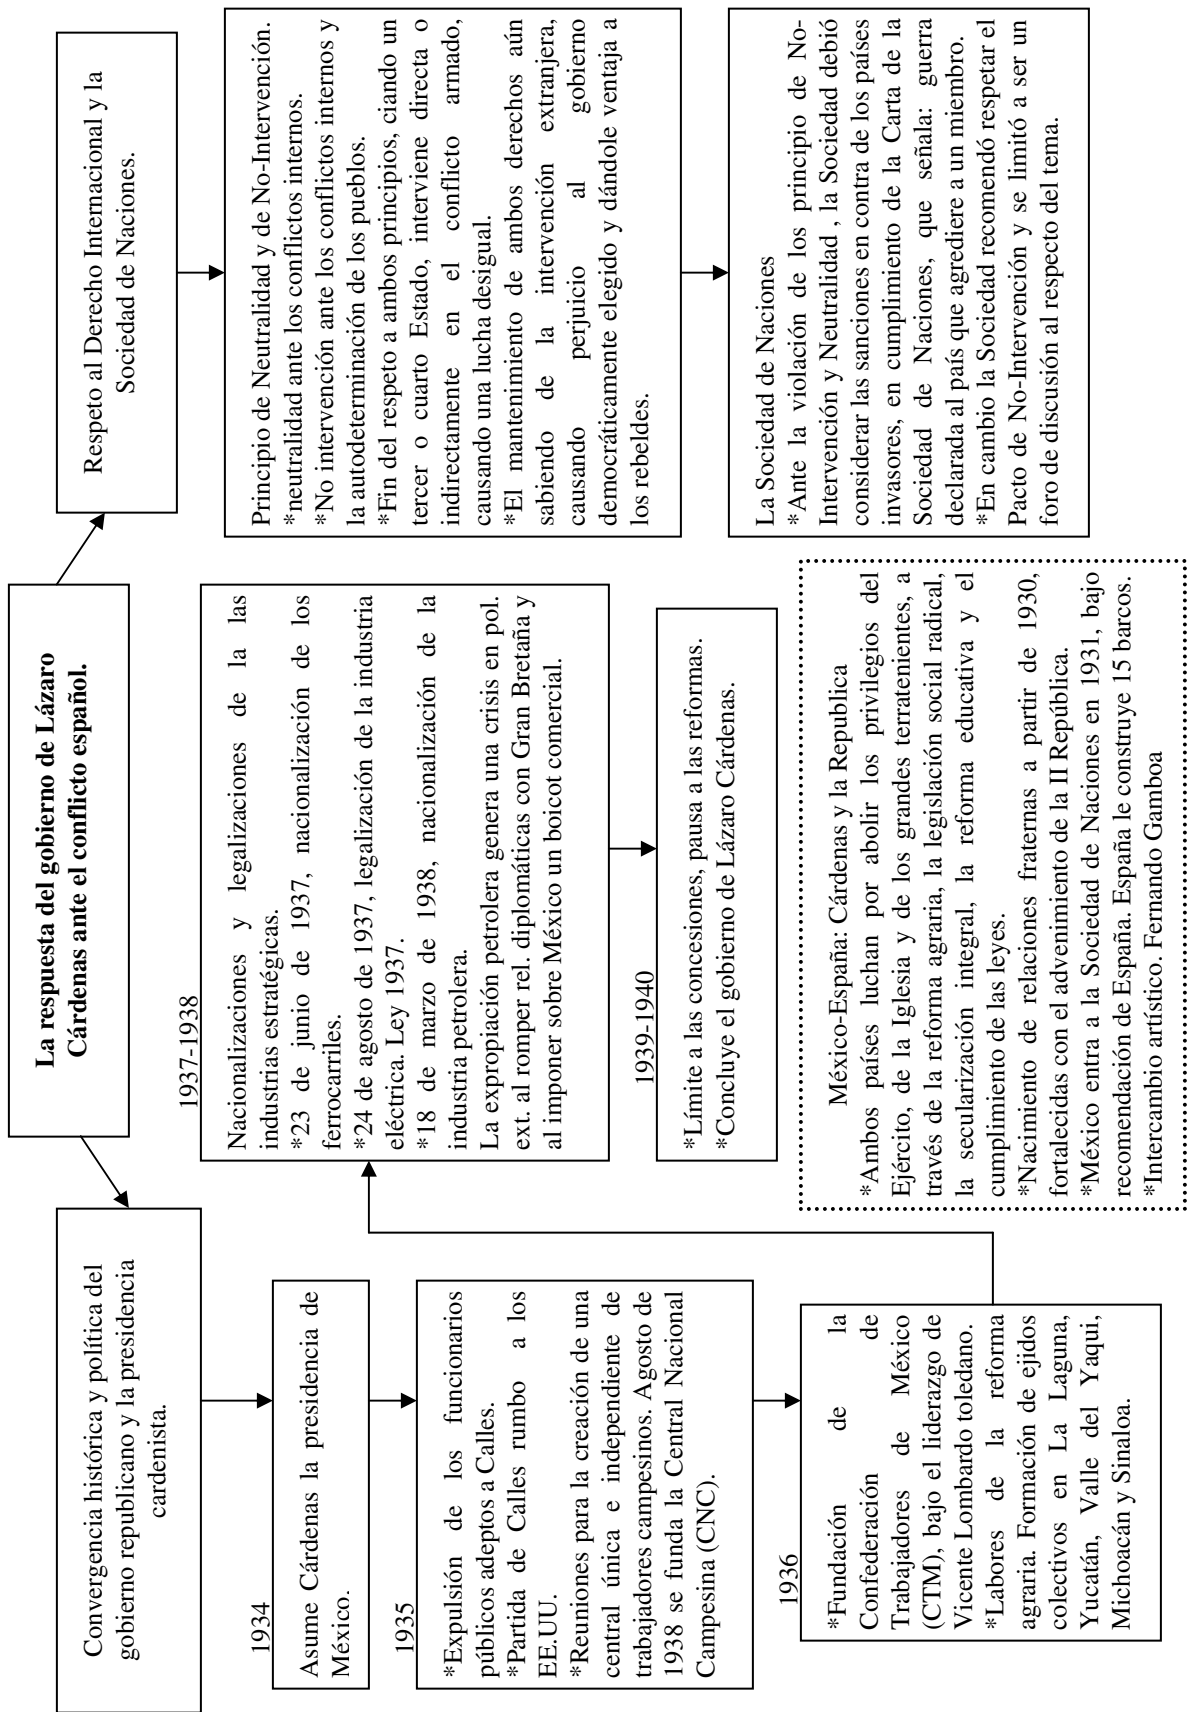 La respuesta del gobierno de Lázaro
Cárdenas ante el conflicto español.
Convergencia histórica y política del
gobierno republicano y la presidencia
cardenista.
1934
Asume Cárdenas la presidencia de
México.
1935
*Expulsión de los funcionarios
públicos adeptos a Calles.
*Partida de Calles rumbo a los
EE.UU.
*Reuniones para la creación de una
central única e independiente de
trabajadores campesinos. Agosto de
1938 se funda la Central Nacional
Campesina (CNC).
1936
*Fundación de la
Confederación de
Trabajadores de México
(CTM), bajo el liderazgo de
Vicente Lombardo toledano.
*Labores de la reforma
agraria. Formación de ejidos
colectivos en La Laguna,
Yucatán, Valle del Yaqui,
Michoacán y Sinaloa.
1937-1938
Nacionalizaciones y legalizaciones de la las
industrias estratégicas.
*23 de junio de 1937, nacionalización de los
ferrocarriles.
*24 de agosto de 1937, legalización de la industria
eléctrica. Ley 1937.
*18 de marzo de 1938, nacionalización de la
industria petrolera.
La expropiación petrolera genera una crisis en pol.
ext. al romper rel. diplomáticas con Gran Bretaña y
al imponer sobre México un boicot comercial.
1939-1940
*Límite a las concesiones, pausa a las reformas.
*Concluye el gobierno de Lázaro Cárdenas.
México-España: Cárdenas y la Republica
*Ambos países luchan por abolir los privilegios del
Ejército, de la Iglesia y de los grandes terratenientes, a
través de la reforma agraria, la legislación social radical,
la secularización integral, la reforma educativa y el
cumplimiento de las leyes.
*Nacimiento de relaciones fraternas a partir de 1930,
fortalecidas con el advenimiento de la II República.
*México entra a la Sociedad de Naciones en 1931, bajo
recomendación de España. España le construye 15 barcos.
*Intercambio artístico. Fernando Gamboa
Respeto al Derecho Internacional y la
Sociedad de Naciones.
Principio de Neutralidad y de No-Intervención.
*neutralidad ante los conflictos internos.
*No intervención ante los conflictos internos y
la autodeterminación de los pueblos.
*Fin del respeto a ambos principios, ciando un
tercer o cuarto Estado, interviene directa o
indirectamente en el conflicto armado,
causando una lucha desigual.
*El mantenimiento de ambos derechos aún
sabiendo de la intervención extranjera,
causando perjuicio al gobierno
democráticamente elegido y dándole ventaja a
los rebeldes.
La Sociedad de Naciones
*Ante la violación de los principio de No-
Intervención y Neutralidad , la Sociedad debió
considerar las sanciones en contra de los países
invasores, en cumplimiento de la Carta de la
Sociedad de Naciones, que señala: guerra
declarada al país que agrediere a un miembro.
*En cambio la Sociedad recomendó respetar el
Pacto de No-Intervención y se limitó a ser un
foro de discusión al respecto del tema.